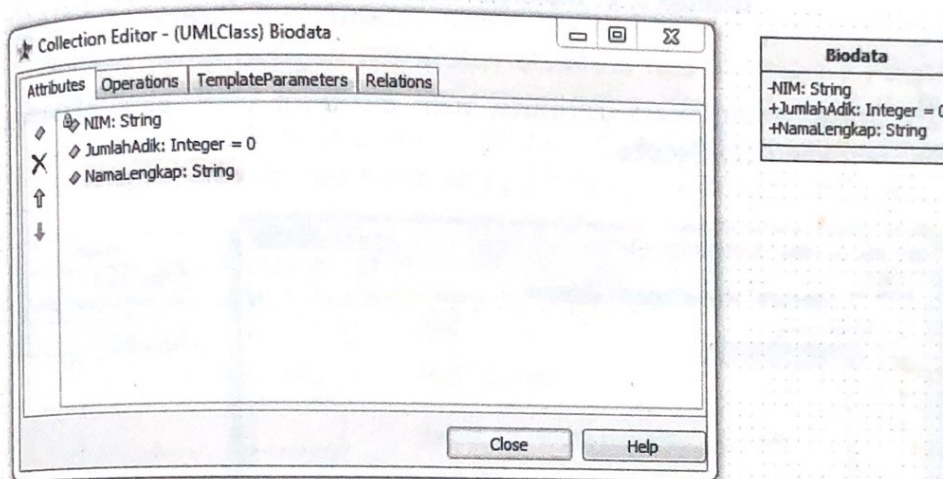 Collection Editor - (UMLClass) Biodata
Attributes Operations TemplateParameters Relations
NIM: String
JumlahAdik: Integer = 0
NamaLengkap: String
Close Help
Biodata
-NIM: String
+JumlahAdik: Integer = 0
+NamaLengkap: String